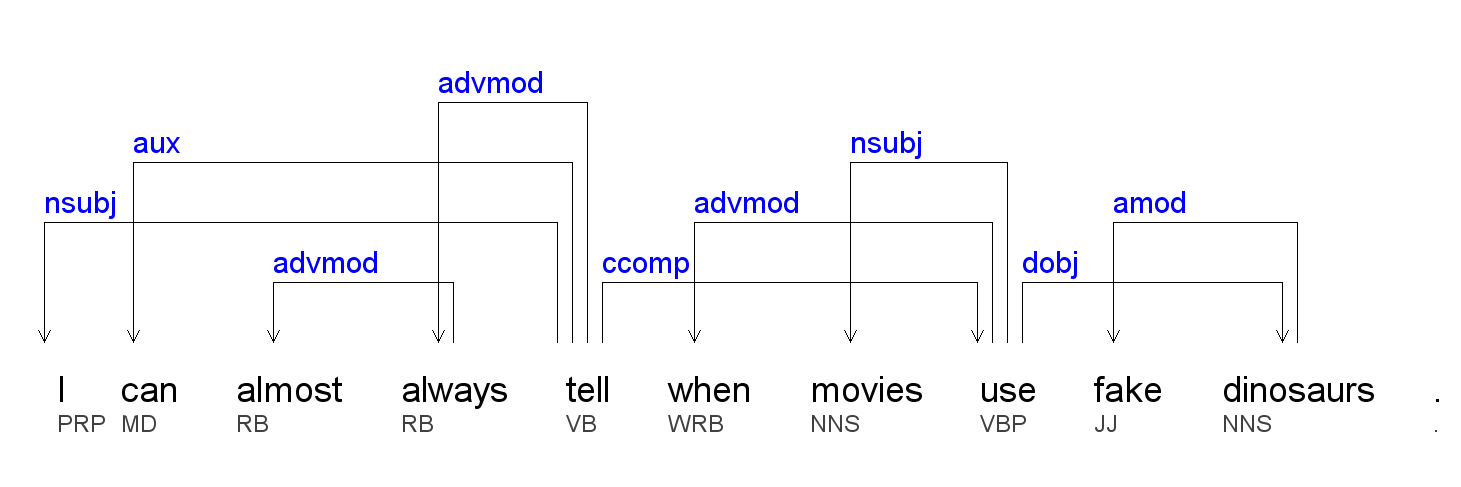 advmod
aux nsubj
nsubj advmod amod
advmod ccomp dobj
I can almost always tell when movies use fake dinosaurs .
PRP MD RB RB VB WRB NNS VBP JJ NNS .